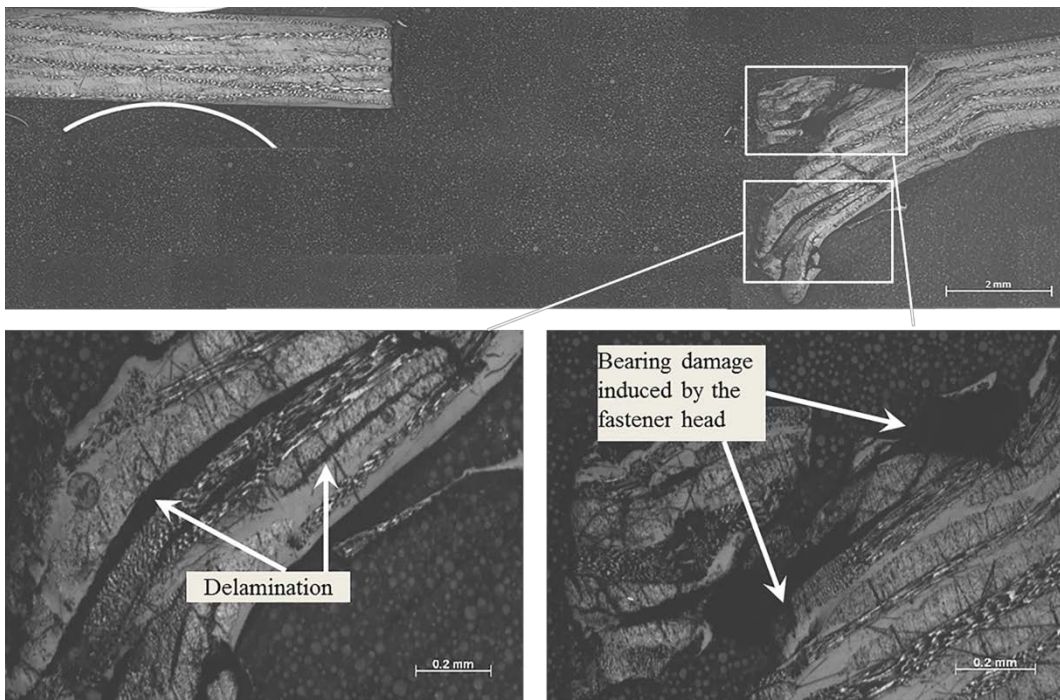 2 mm
Bearing damage
induced by the
fastener head
Delamination
0.2 mm
0.2 mm